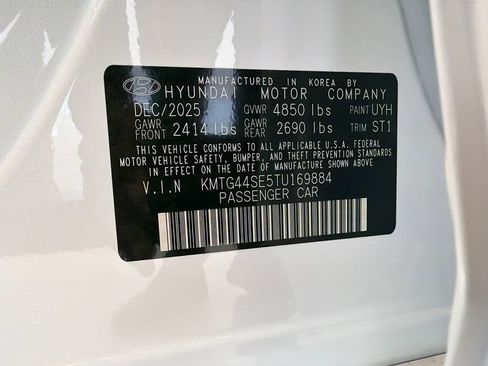 MANUFACTURED IN KOREA BY
HYUNDAI MOTOR COMPANY
DEC/2025 GVWR 4850 lbs PAINT UYH
GAWR FRONT 2414 lbs GAWR REAR 2690 lbs TRIM ST1
THIS VEHICLE CONFORMS TO ALL APPLICABLE U.S.A. FEDERAL
MOTOR VEHICLE SAFETY, BUMPER, AND THEFT PREVENTION STANDARDS
IN EFFECT ON THE DATE OF MANUFACTURE SHOWN ABOVE.
V.I.N KMTG44SE5TU169884
PASSENGER CAR